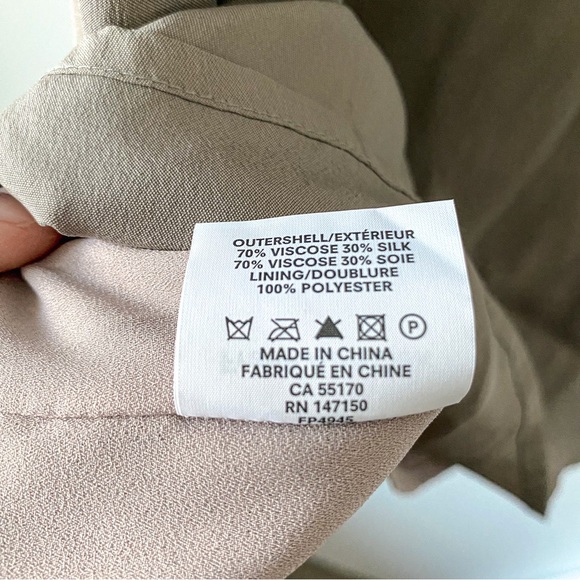 OUTERSHELL/EXTÉRIEUR
70% VISCOSE 30% SILK
70% VISCOSE 30% SOIE
LINING/DOUBLURE
100% POLYESTER
P
MADE IN CHINA
FABRIQUÉ EN CHINE
CA 55170
RN 147150
EP4945